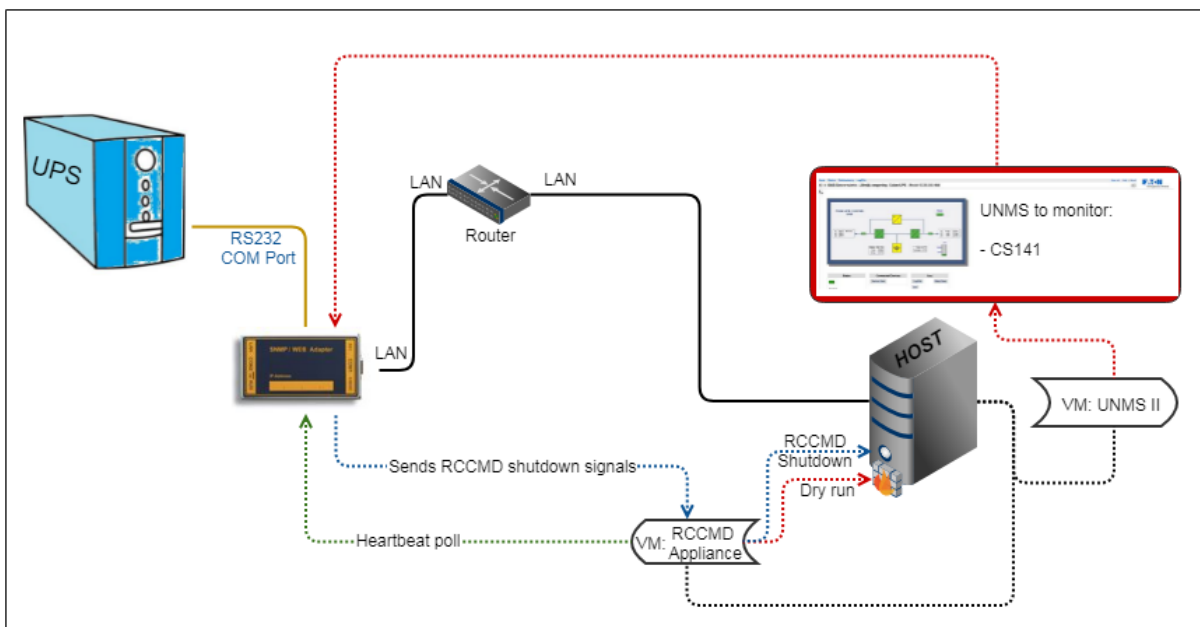 UPS
RS232
COM Port
LAN
LAN
Router
LAN
SNMP / WEB Adapter
UNMS to monitor:
- CS141
HOST
VM: UNMS II
RCCMD
Shutdown
Dry run
Sends RCCMD shutdown signals
Heartbeat poll
VM:
RCCMD
Appliance